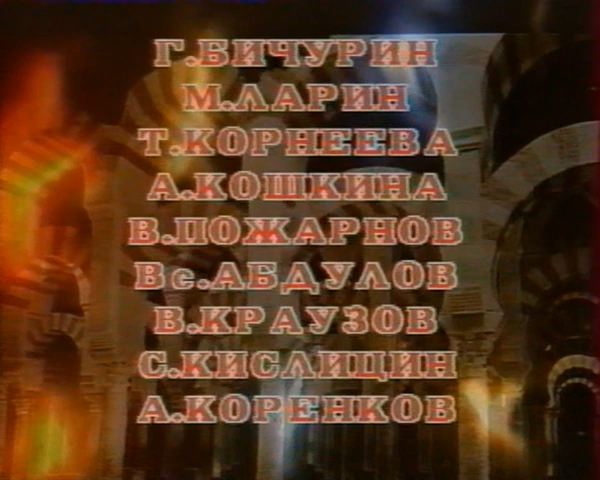 Г.БИЧУРИН
М.ЛАРИН
Т.КОРНЕЕВА
А.КОШКИНА
В.ПОЖАРНОВ
Вс.АБДУЛОВ
В.КРАУЗОВ
С.КИСЛИЦИН
А.КОРЕНКОВ